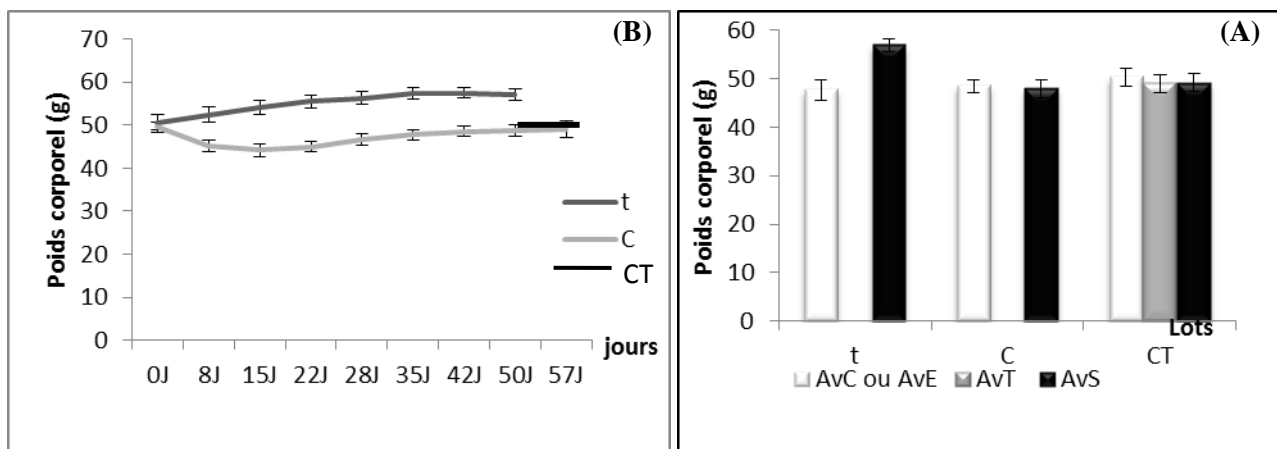 (B)
Poids corporel (g)
70
60
50
40
30
20
10
0
0J 8J 15J 22J 28J 35J 42J 50J 57J
jours
t
C
CT
(A)
Poids corporel (g)
60
50
40
30
20
10
0
t C CT
Lots
AvC ou AvE AvT AvS